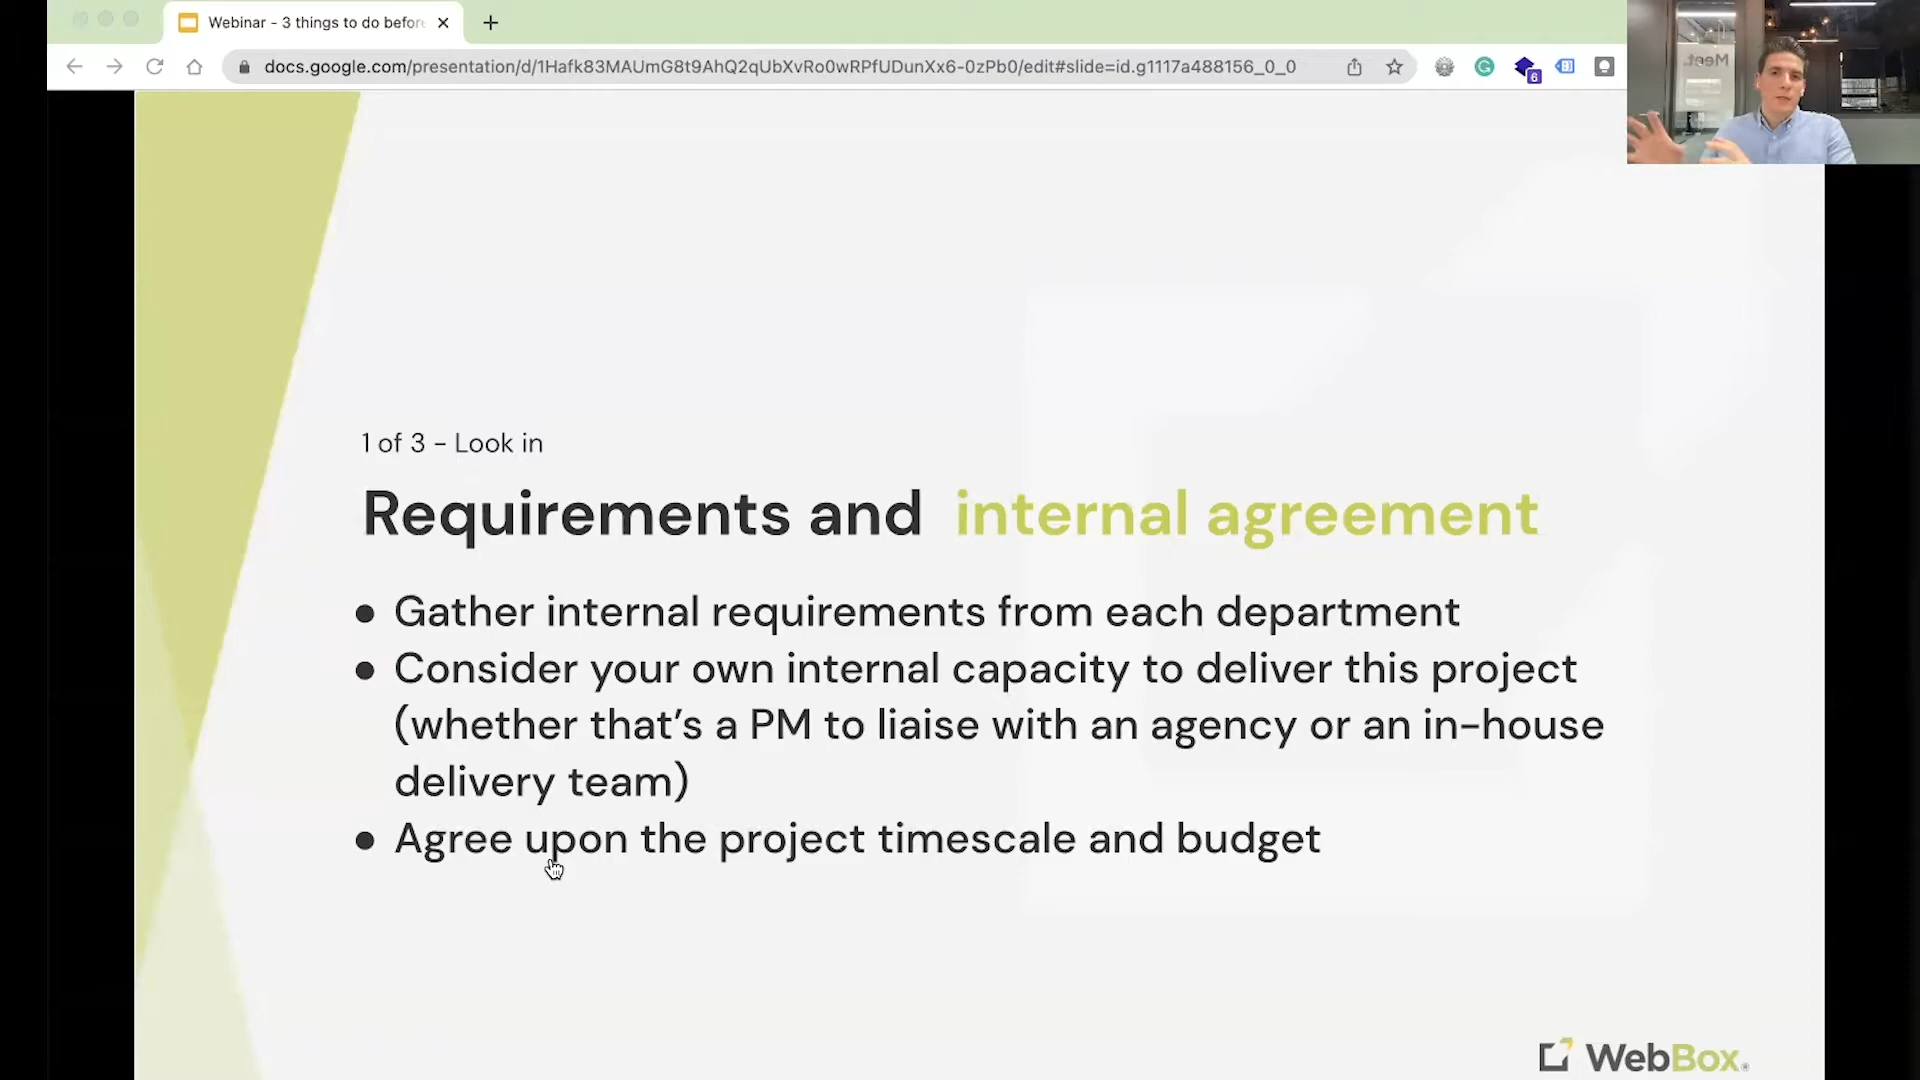 Webinar - 3 things to do before
docs.google.com/presentation/d/1Hafk83MAUmG8t9AhQ2qUbXvRo0wRPfUDunXx6-0zPb0/edit#slide=id.g1117a488156_0_0
6
Meet.
1 of 3 - Look in
Requirements and internal agreement
● Gather internal requirements from each department
● Consider your own internal capacity to deliver this project
(whether that's a PM to liaise with an agency or an in-house
delivery team)
● Agree upon the project timescale and budget
WebBox®